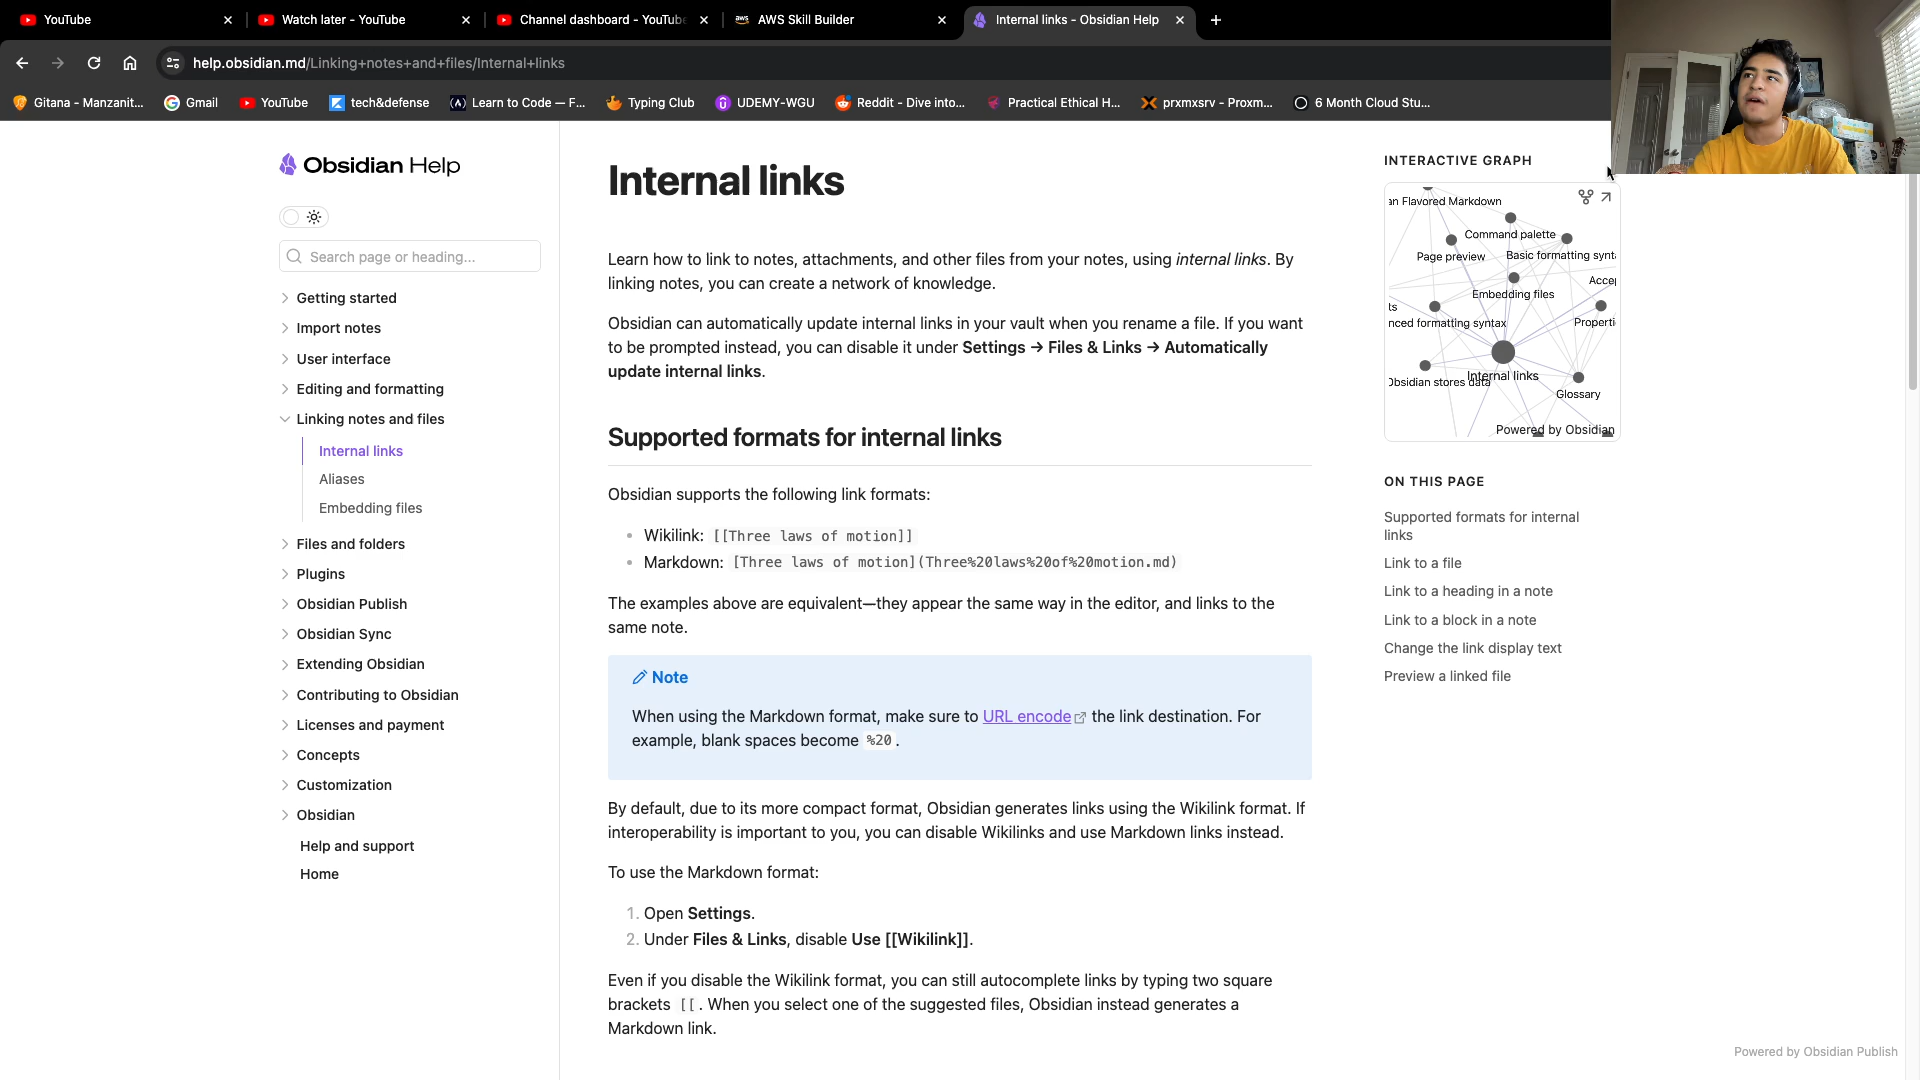 YouTube
Watch later - YouTube
Channel dashboard - YouTube
AWS Skill Builder
Internal links - Obsidian Help
help.obsidian.md/Linking+notes+and+files/Internal+links
Gitana - Manzanit...
Gmail
YouTube
tech&defense
Learn to Code — F...
Typing Club
UDEMY-WGU
Reddit - Dive into...
Practical Ethical H...
prxmxsrv - Proxm...
6 Month Cloud Stu...
Obsidian Help
Search page or heading...
Getting started
Import notes
User interface
Editing and formatting
Linking notes and files
Internal links
Aliases
Embedding files
Files and folders
Plugins
Obsidian Publish
Obsidian Sync
Extending Obsidian
Contributing to Obsidian
Licenses and payment
Concepts
Customization
Obsidian
Help and support
Home
Internal links
Learn how to link to notes, attachments, and other files from your notes, using internal links. By
linking notes, you can create a network of knowledge.
Obsidian can automatically update internal links in your vault when you rename a file. If you want
to be prompted instead, you can disable it under Settings → Files & Links → Automatically
update internal links.
Supported formats for internal links
Obsidian supports the following link formats:
• Wikilink: [[Three laws of motion]]
• Markdown: [Three laws of motion](Three%20laws%20of%20motion.md)
The examples above are equivalent—they appear the same way in the editor, and links to the
same note.
Note
When using the Markdown format, make sure to URL encode the link destination. For
example, blank spaces become %20.
By default, due to its more compact format, Obsidian generates links using the Wikilink format. If
interoperability is important to you, you can disable Wikilinks and use Markdown links instead.
To use the Markdown format:
1. Open Settings.
2. Under Files & Links, disable Use [[Wikilink]].
Even if you disable the Wikilink format, you can still autocomplete links by typing two square
brackets [[. When you select one of the suggested files, Obsidian instead generates a
Markdown link.
INTERACTIVE GRAPH
an Flavored Markdown
Command palette
Page preview
Basic formatting synt
Acce
Embedding files
ts
nced formatting syntax
Properti
Internal links
Obsidian stores data
Glossary
Powered by Obsidian
ON THIS PAGE
Supported formats for internal
links
Link to a file
Link to a heading in a note
Link to a block in a note
Change the link display text
Preview a linked file
Powered by Obsidian Publish